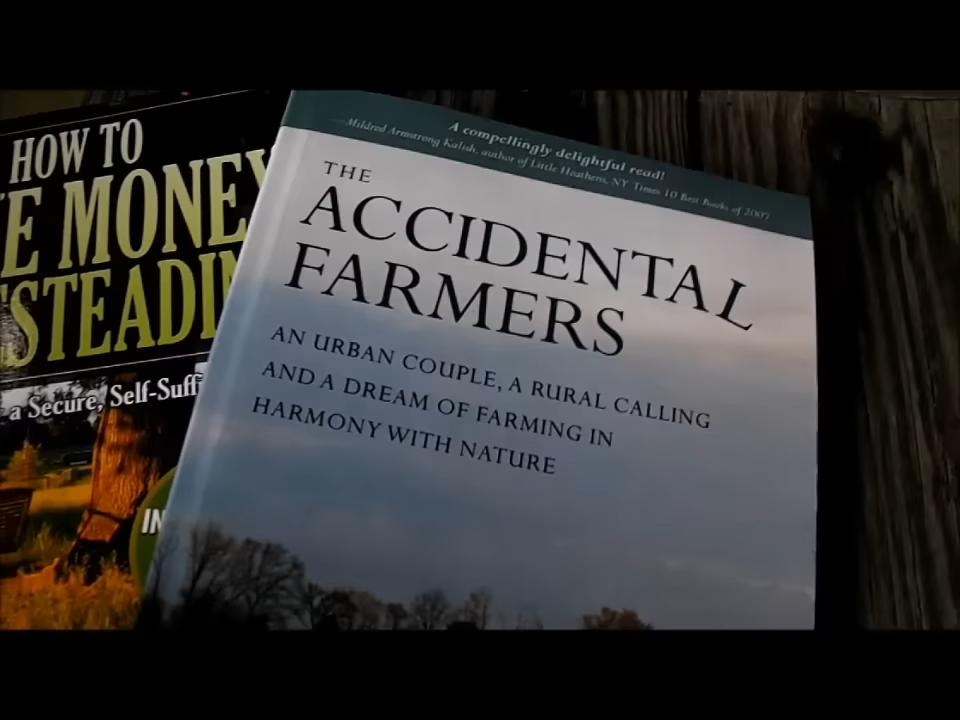 HOW TO
E MONEY
STEADIN
a Secure, Self-Suff
IN
A compellingly delightful read!
—Mildred Armstrong Kalish, author of Little Heathens, NY Times 10 Best Books of 2007
THE
ACCIDENTAL
FARMERS
AN URBAN COUPLE, A RURAL CALLING
AND A DREAM OF FARMING IN
HARMONY WITH NATURE